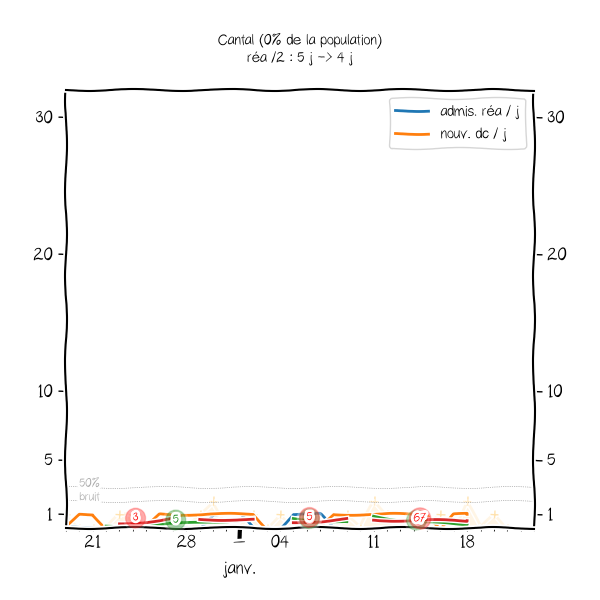 Cantal (0% de la population)
réa /2 : 5 j -> 4 j
admis. réa / j
nouv. dc / j
30 30
20 20
10 10
5 5
50%
bruit
1 1
3 5 5 67
21 28 04 11 18
janv.